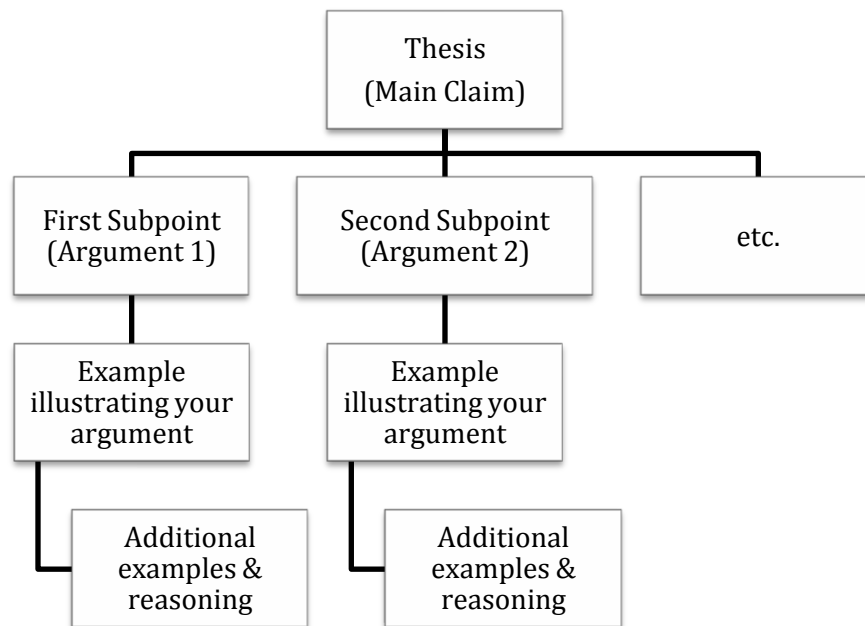 Thesis
(Main Claim)
First Subpoint
(Argument 1)
Second Subpoint
(Argument 2)
etc.
Example
illustrating your
argument
Example
illustrating your
argument
Additional
examples &
reasoning
Additional
examples &
reasoning